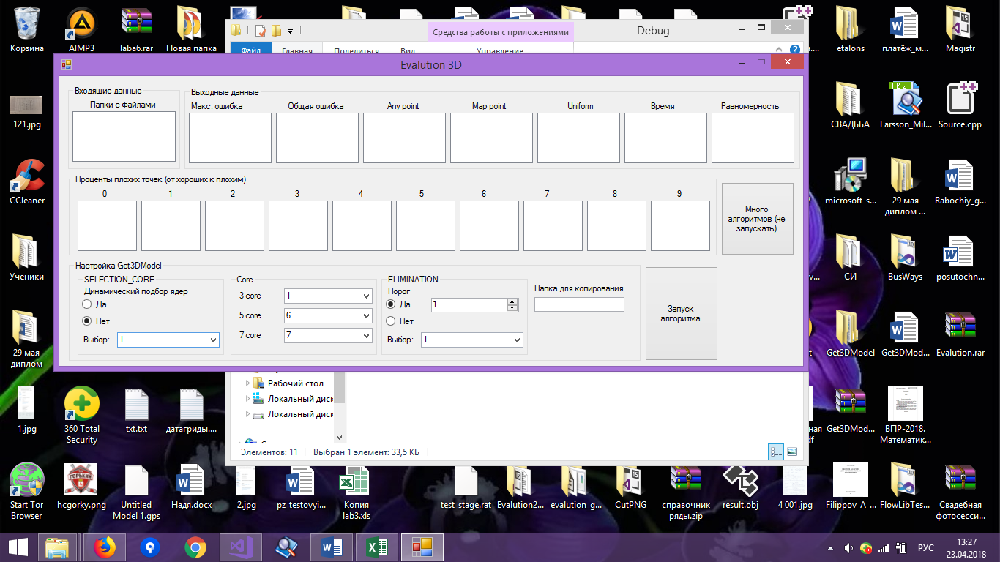 Корзина
AIMP3
laba6.rar
Новая папка
Средства работы с приложениями
Debug
Файл
Главная
Поделиться
Вид
Управление
etalons
платёж_м...
Magistr
Evalution 3D
Входящие данные
Папки с файлами
Выходные данные
Макс. ошибка
Общая ошибка
Any point
Map point
Uniform
Время
Равномерность
121.jpg
СВАДЬБА
FB 2
Larsson_Mil...
Source.cpp
Проценты плохих точек (от хороших к плохим)
0 1 2 3 4 5 6 7 8 9
Много
алгоритмов (не
запускать)
CCleaner
microsoft-s...
29 мая
диплом ...
Rabochiy_g...
Настройка Get3DModel
SELECTION_CORE
Динамический подбор ядер
Да
Нет
Выбор: 1
Core
3 core 1
5 core 6
7 core 7
ELIMINATION
Порог
Да 1
Нет
Выбор: 1
Папка для копирования
Запуск
алгоритма
Ученики
СИ
BusWays
posutochn...
29 мая
диплом
Get3DModel
Get3DMod...
Evalution.rar
Рабочий стол
Локальный диск
Локальный диск
1.jpg
360 Total
Security
txt.txt
датагриды....
Get3DMod...
ВПР-2018.
Математик...
Элементов: 11
Выбран 1 элемент: 33,5 КБ
Start Tor
Browser
ГОРЬКИЙ
hcgorky.png
Untitled
Model 1.gps
Надя.docx
2.jpg
pz_testovyi...
Копия
lab3.xls
test_stage.rat
Evalution2...
evalution_g...
CutPNG
справочник
ряды.zip
result.obj
4 001.jpg
Filippov_A_...
FlowLibTes...
Свадебная
фотосесси...
РУС
13:27
23.04.2018